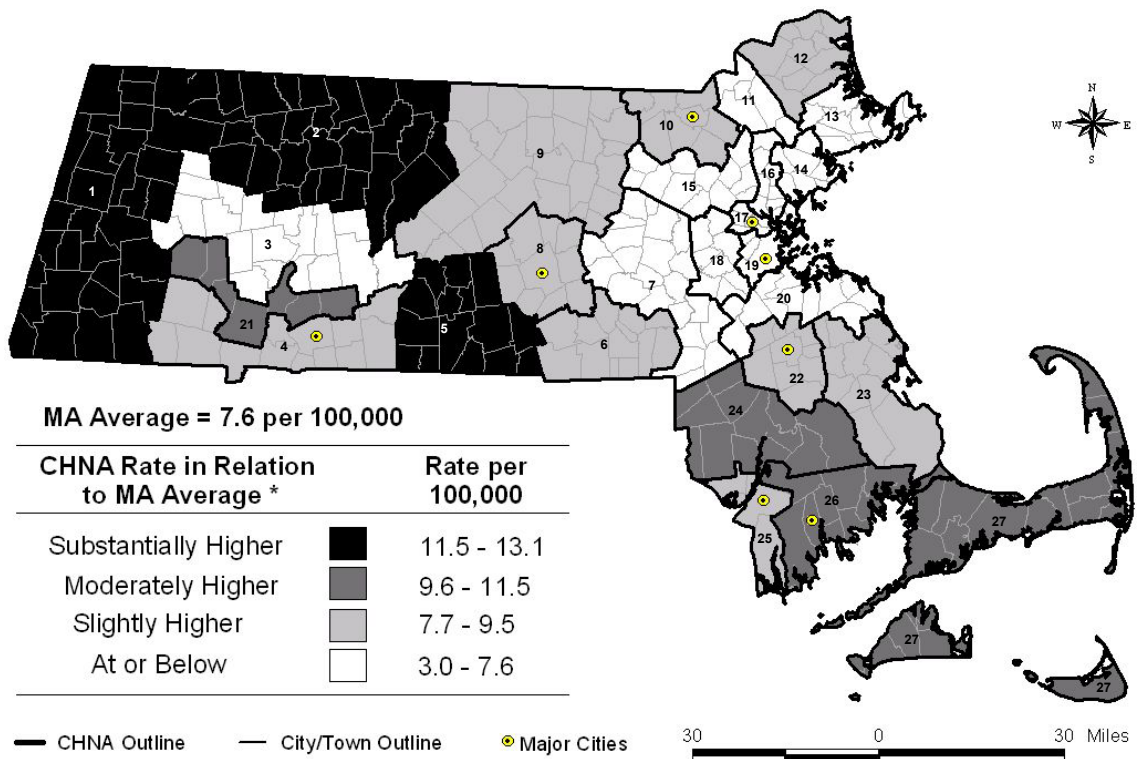 12
11
13
10
N
W E
S
2
9
16
14
1
15
17
3
8
18
19
7
20
5
21
6
4
22
23
MA Average = 7.6 per 100,000
24
CHNA Rate in Relation to MA Average *
Rate per 100,000
26
27
25
Substantially Higher 11.5 - 13.1
Moderately Higher 9.6 - 11.5
Slightly Higher 7.7 - 9.5
At or Below 3.0 - 7.6
27
27
CHNA Outline City/Town Outline Major Cities
30 0 30 Miles